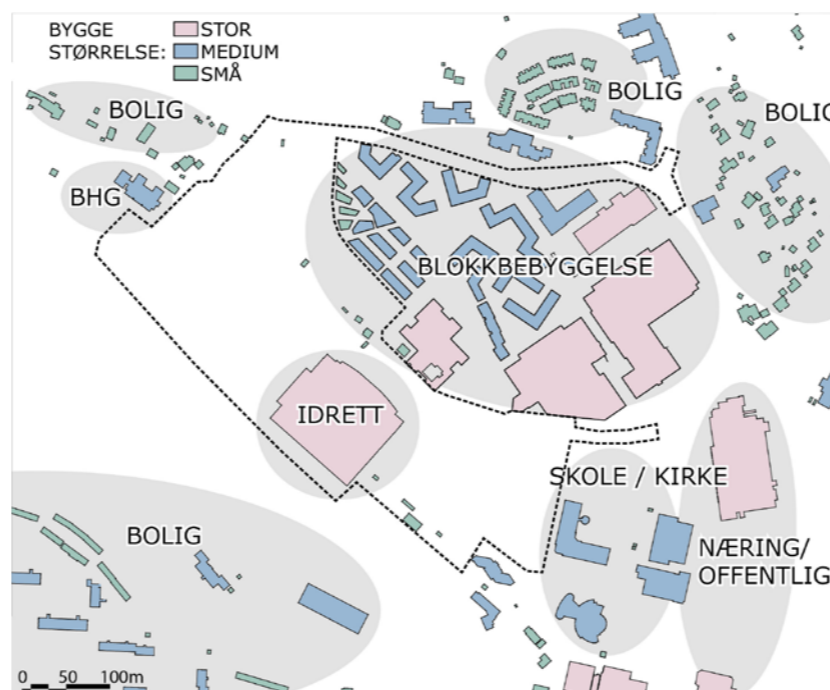 BYGGE
STØRRELSE:
STOR
MEDIUM
SMÅ
BOLIG
BOLIG
BOLIG
BHG
BLOKKBEBYGGELSE
IDRETT
SKOLE / KIRKE
BOLIG
NÆRING/
OFFENTLIG
0 50 100m